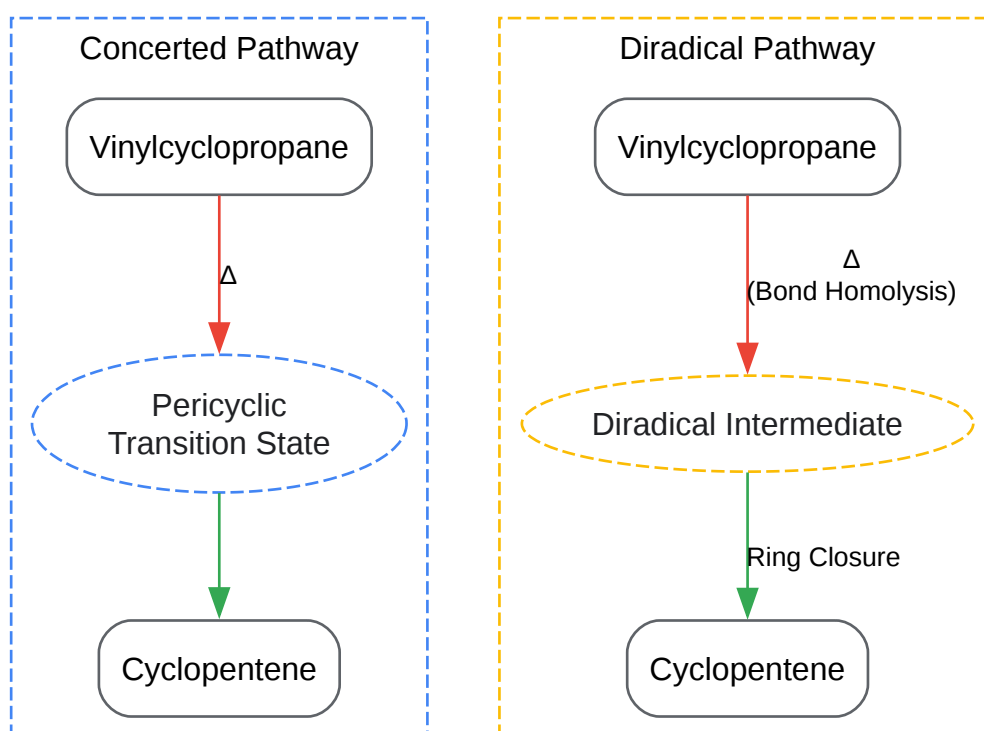 Concerted Pathway
Vinylcyclopropane
Δ
Pericyclic
Transition State
Cyclopentene
Diradical Pathway
Vinylcyclopropane
Δ
(Bond Homolysis)
Diradical Intermediate
Ring Closure
Cyclopentene